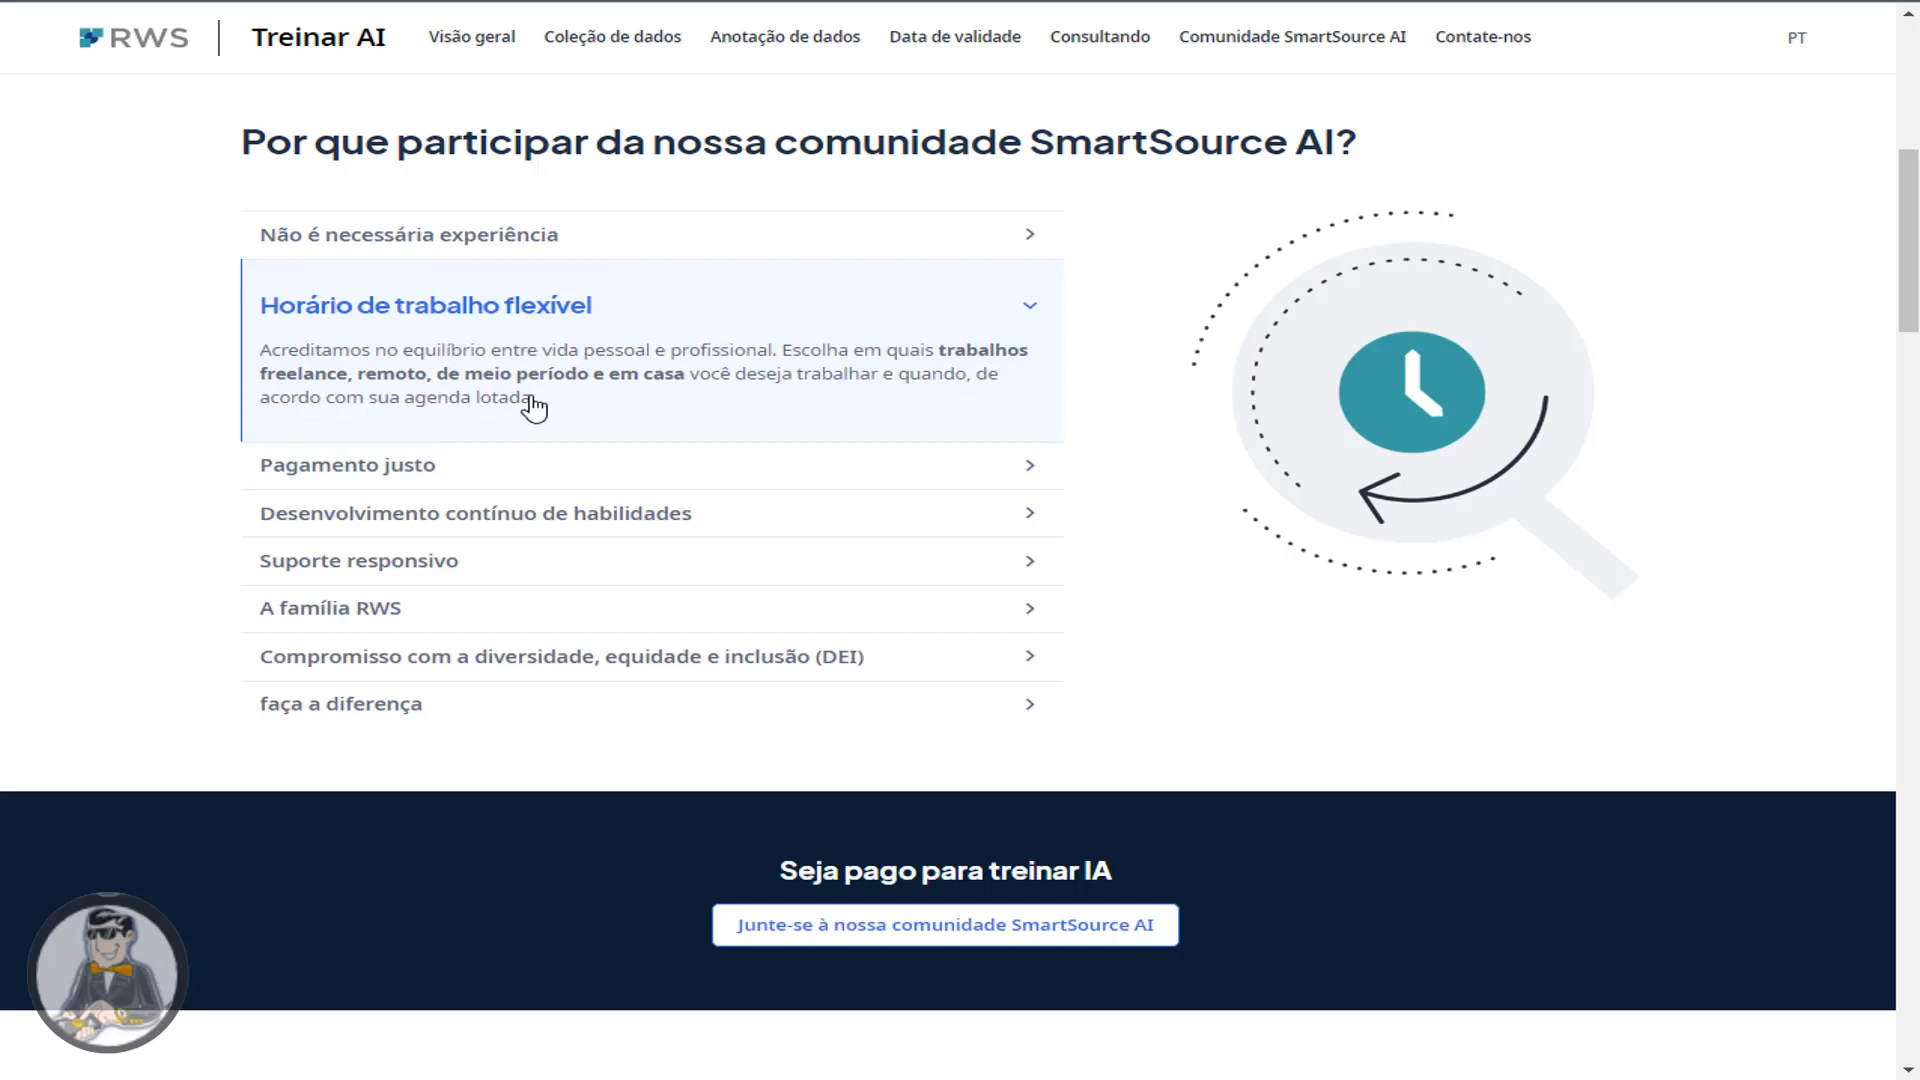 RWS
Treinar AI
Visão geral
Coleção de dados
Anotação de dados
Data de validade
Consultando
Comunidade SmartSource AI
Contate-nos
PT
Por que participar da nossa comunidade SmartSource AI?
Não é necessária experiência
Horário de trabalho flexível
Acreditamos no equilíbrio entre vida pessoal e profissional. Escolha em quais trabalhos
freelance, remoto, de meio período e em casa você deseja trabalhar e quando, de
acordo com sua agenda lotada
Pagamento justo
Desenvolvimento contínuo de habilidades
Suporte responsivo
A família RWS
Compromisso com a diversidade, equidade e inclusão (DEI)
faça a diferença
Seja pago para treinar IA
Junte-se à nossa comunidade SmartSource AI